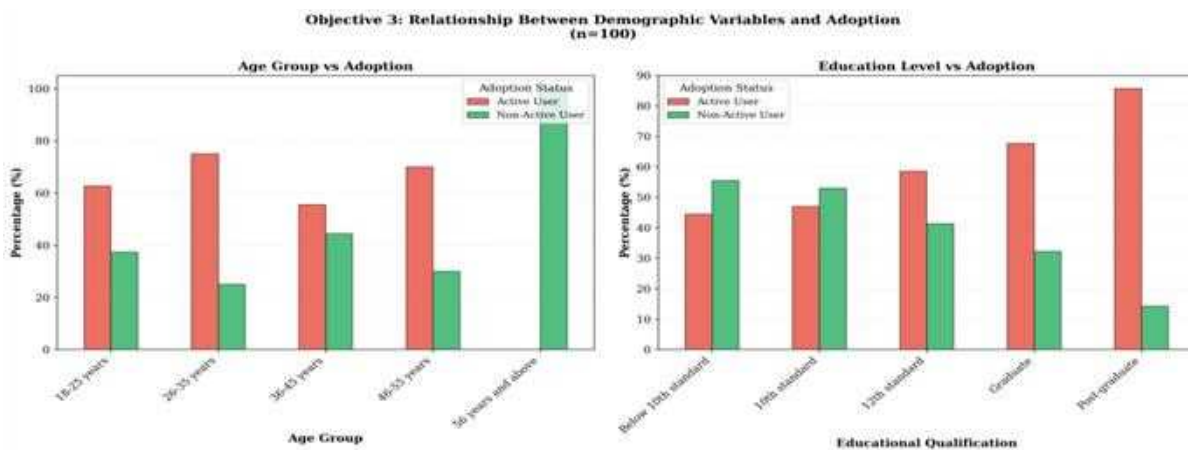 Objective 3: Relationship Between Demographic Variables and Adoption
(n=100)
Age Group vs Adoption
Adoption Status
Active User
Non-Active User
Percentage (%)
100
80
60
40
20
0
18-25 years
26-35 years
36-45 years
46-55 years
56 years and above
Age Group
Education Level vs Adoption
Adoption Status
Active User
Non-Active User
Percentage (%)
90
80
70
60
50
40
30
20
10
0
Below 10th standard
10th standard
12th standard
Graduate
Post-graduate
Educational Qualification